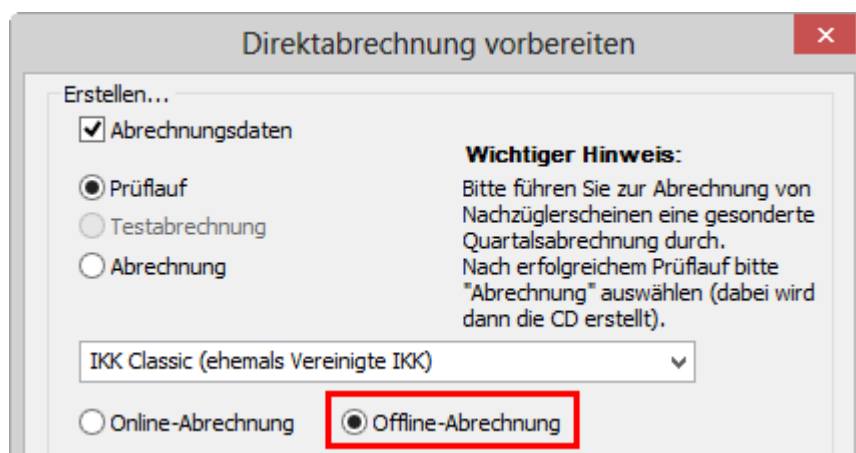 Direktabrechnung vorbereiten
Erstellen...
Abrechnungsdaten
Prüflauf
Testabrechnung
Abrechnung
Wichtiger Hinweis:
Bitte führen Sie zur Abrechnung von
Nachzüglerscheinen eine gesonderte
Quartalsabrechnung durch.
Nach erfolgreichem Prüflauf bitte
"Abrechnung" auswählen (dabei wird
dann die CD erstellt).
IKK Classic (ehemals Vereinigte IKK)
Online-Abrechnung
Offline-Abrechnung